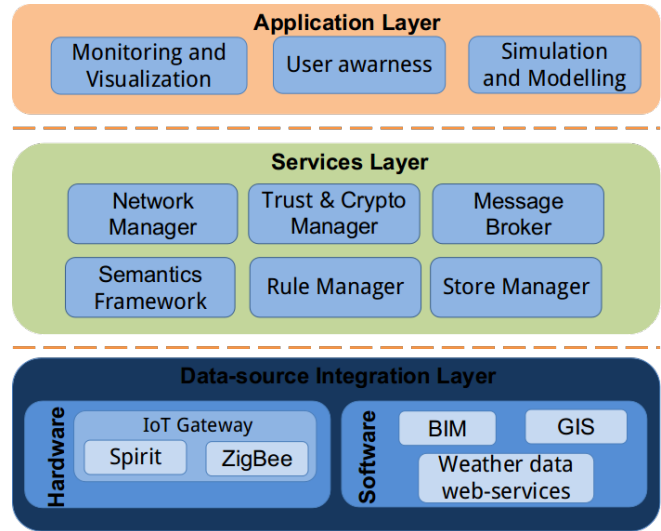 Application Layer
Monitoring and
Visualization
User awarness
Simulation
and Modelling
Services Layer
Network
Manager
Trust & Crypto
Manager
Message
Broker
Semantics
Framework
Rule Manager
Store Manager
Data-source Integration Layer
Hardware
IoT Gateway
Spirit
ZigBee
Software
BIM
GIS
Weather data
web-services